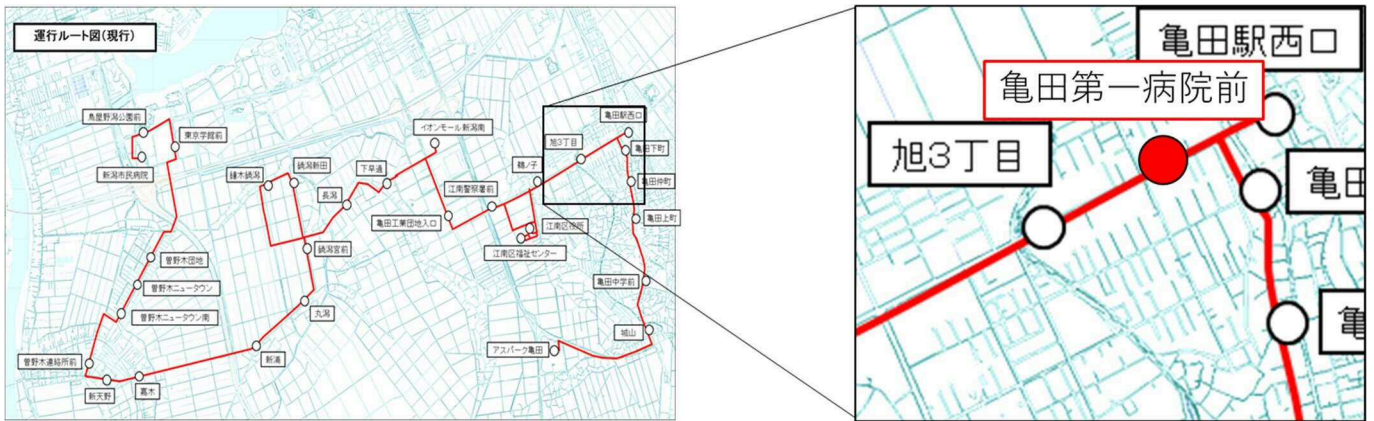 運行ルート図(現行)
鳥屋野潟公園前
東京学館前
新潟市民病院
曽野木団地
曽野木ニュータウン
曽野木ニュータウン南
曽野木連絡所前
新天野
嘉木
新涌
丸潟
鍋潟宮前
鐘木鍋潟
鍋潟新田
長潟
下早通
イオンモール新潟南
亀田工業団地入口
江南警察署前
鵜ノ子
江南区役所
江南区福祉センター
旭3丁目
亀田駅西口
亀田下町
亀田仲町
亀田上町
亀田中学前
城山
アスパーク亀田
亀田駅西口
亀田第一病院前
旭3丁目
亀田
亀